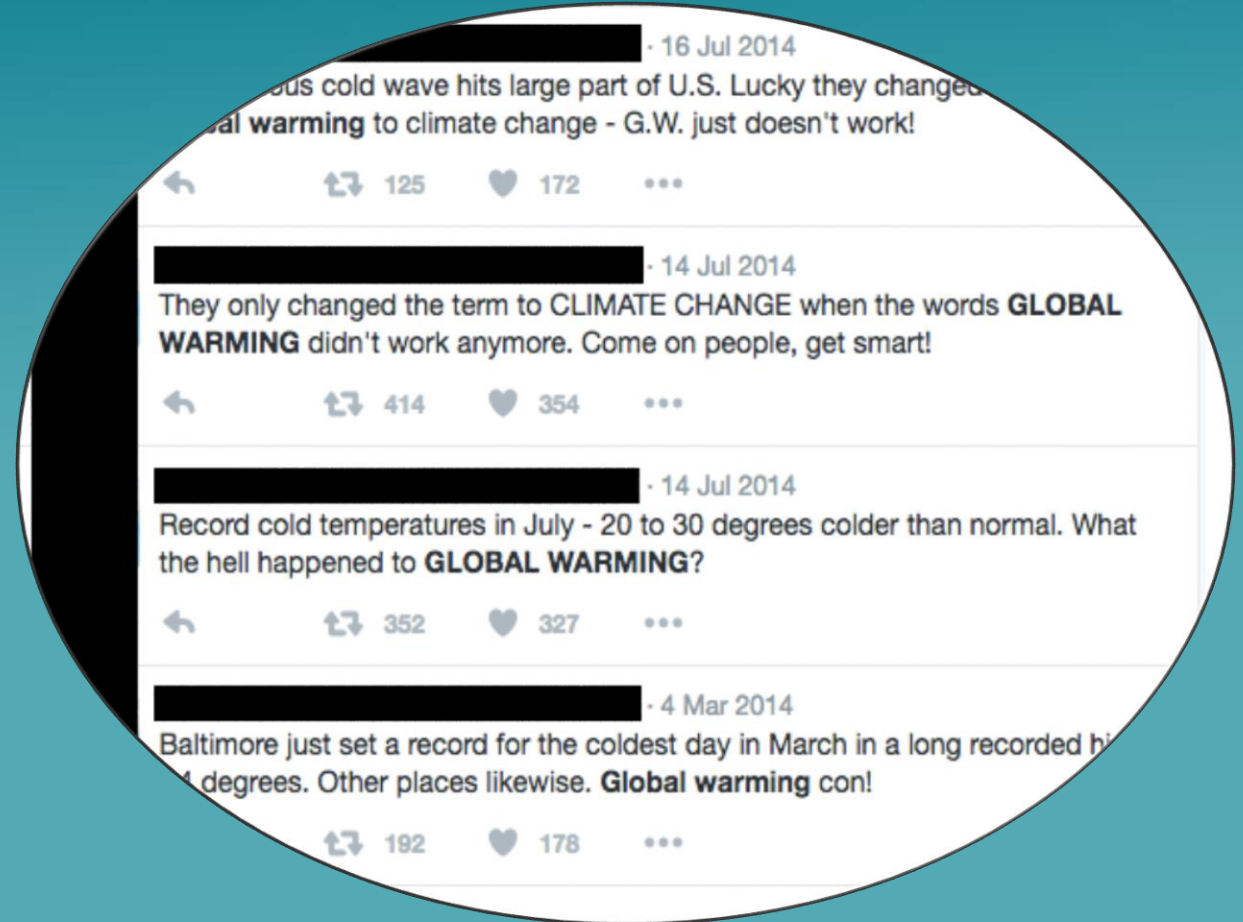 · 16 Jul 2014
cold wave hits large part of U.S. Lucky they changed
warming to climate change - G.W. just doesn't work!
125 172
· 14 Jul 2014
They only changed the term to CLIMATE CHANGE when the words GLOBAL
WARMING didn't work anymore. Come on people, get smart!
414 354
· 14 Jul 2014
Record cold temperatures in July - 20 to 30 degrees colder than normal. What
the hell happened to GLOBAL WARMING?
352 327
· 4 Mar 2014
Baltimore just set a record for the coldest day in March in a long recorded
degrees. Other places likewise. Global warming con!
192 178